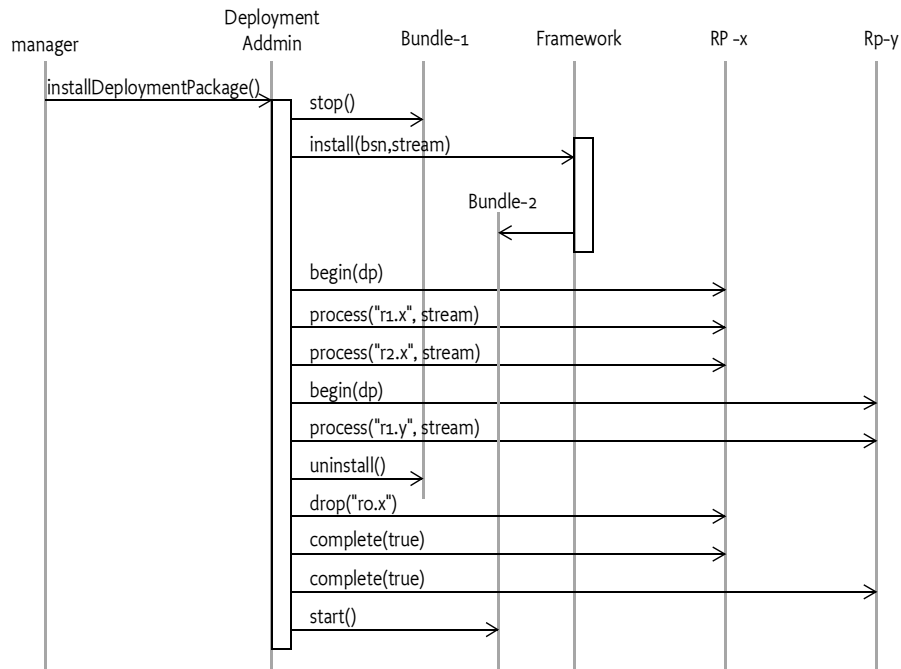 Deployment
manager
Addmin
Bundle-1
Framework
RP -x
Rp-y
installDeploymentPackage()
stop()
install(bsn,stream)
Bundle-2
begin(dp)
process("r1.x", stream)
process("r2.x", stream)
begin(dp)
process("r1.y", stream)
uninstall()
drop("r0.x")
complete(true)
complete(true)
start()